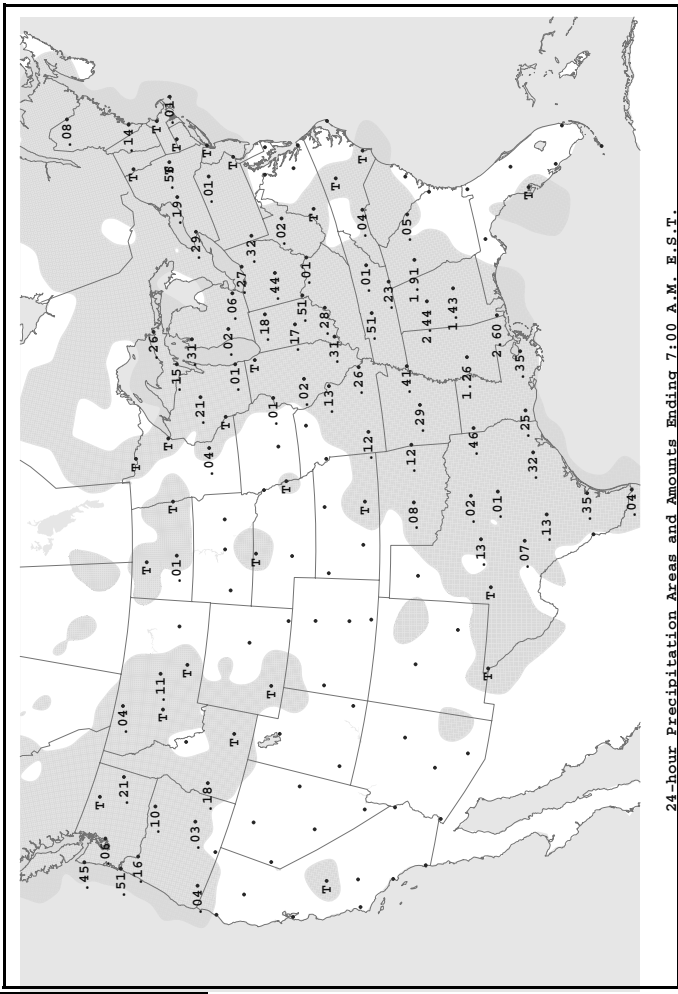 .08
.45
T
.06
.51
.04
.21
.14
T
T
.16
T
.26
.10
T
.11
T
T
.01
T
.01
.15
T
.19
T
.31
.03
.29
.04
.21
T
.18
.04
.01
T
.02
.06
T
T
.01
.27
.32
T
T
.18
T
.01
.44
.02
T
.17
.51
.02
.01
T
.28
T
.13
.31
T
.26
T
.04
T
.01
.12
.51
.23
.41
.12
.05
.08
1.91
.29
2.44
1.43
1.26
.02
.46
.13
T
T
.01
2.60
.35
.07
.25
T
.32
.13
.35
.04
24-hour Precipitation Areas and Amounts Ending 7:00 A.M. E.S.T.